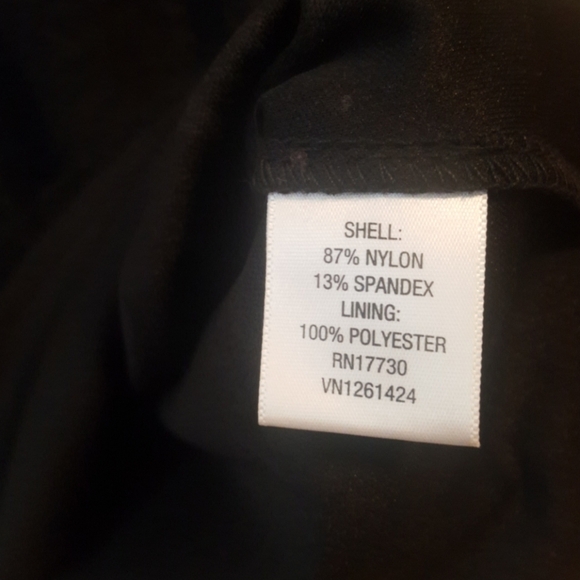 SHELL:
87% NYLON
13% SPANDEX
LINING:
100% POLYESTER
RN17730
VN1261424